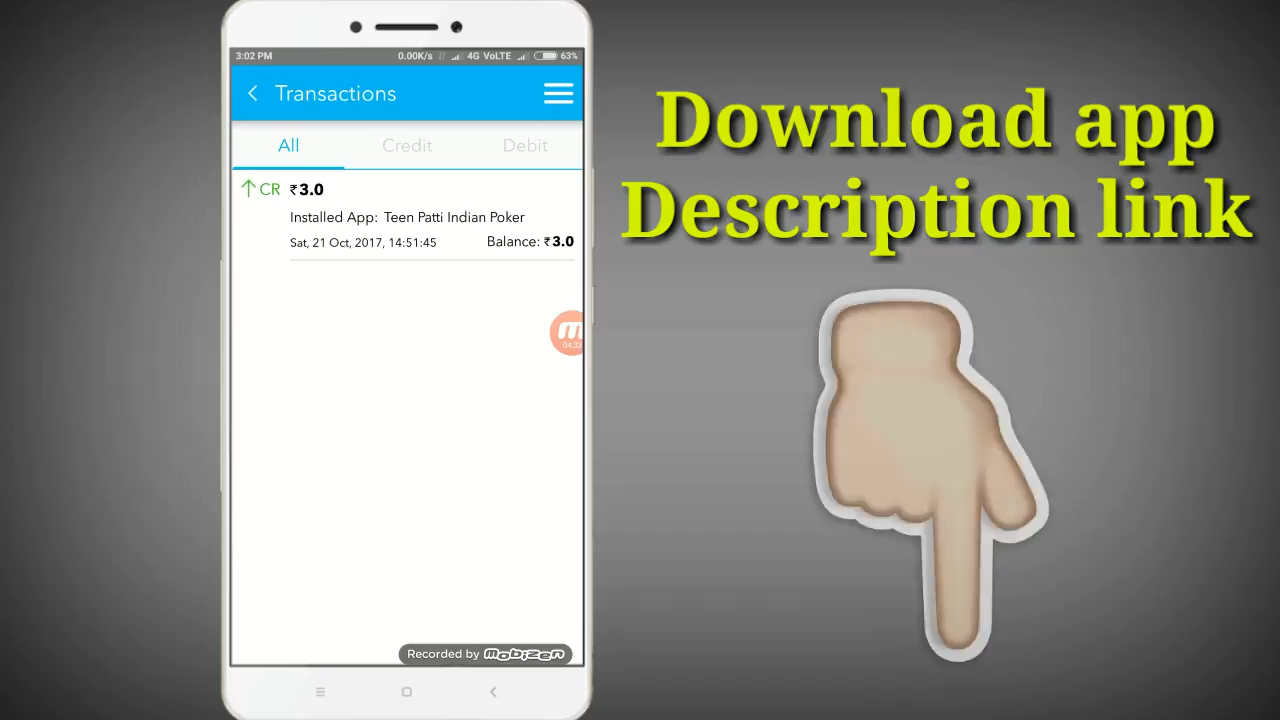 3:02 PM 0.00K/s 4G VoLTE 63%
Transactions
All Credit Debit
CR ₹3.0
Installed App: Teen Patti Indian Poker
Sat, 21 Oct, 2017, 14:51:45 Balance: ₹3.0
04:33
Recorded by mobizen
Download app
Description link